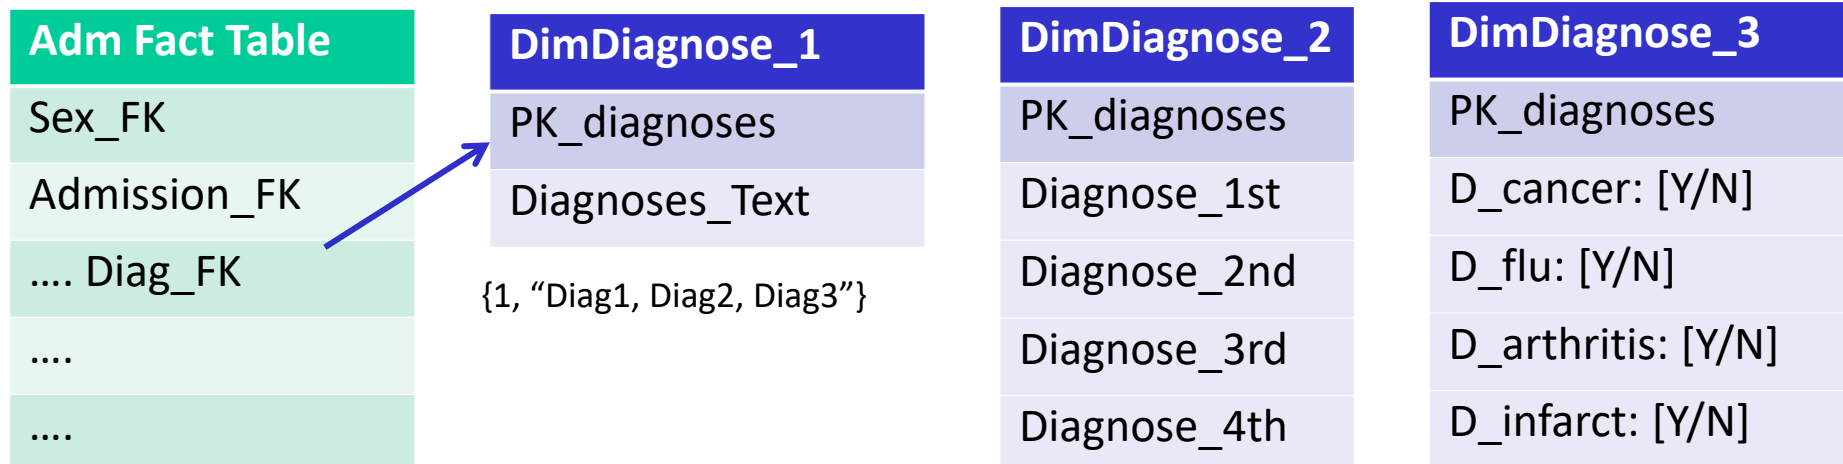 Adm Fact Table
Sex_FK
Admission_FK
…. Diag_FK
….
….
DimDiagnose_1
PK_diagnoses
Diagnoses_Text
{1, “Diag1, Diag2, Diag3”}
DimDiagnose_2
PK_diagnoses
Diagnose_1st
Diagnose_2nd
Diagnose_3rd
Diagnose_4th
DimDiagnose_3
PK_diagnoses
D_cancer: [Y/N]
D_flu: [Y/N]
D_arthritis: [Y/N]
D_infarct: [Y/N]